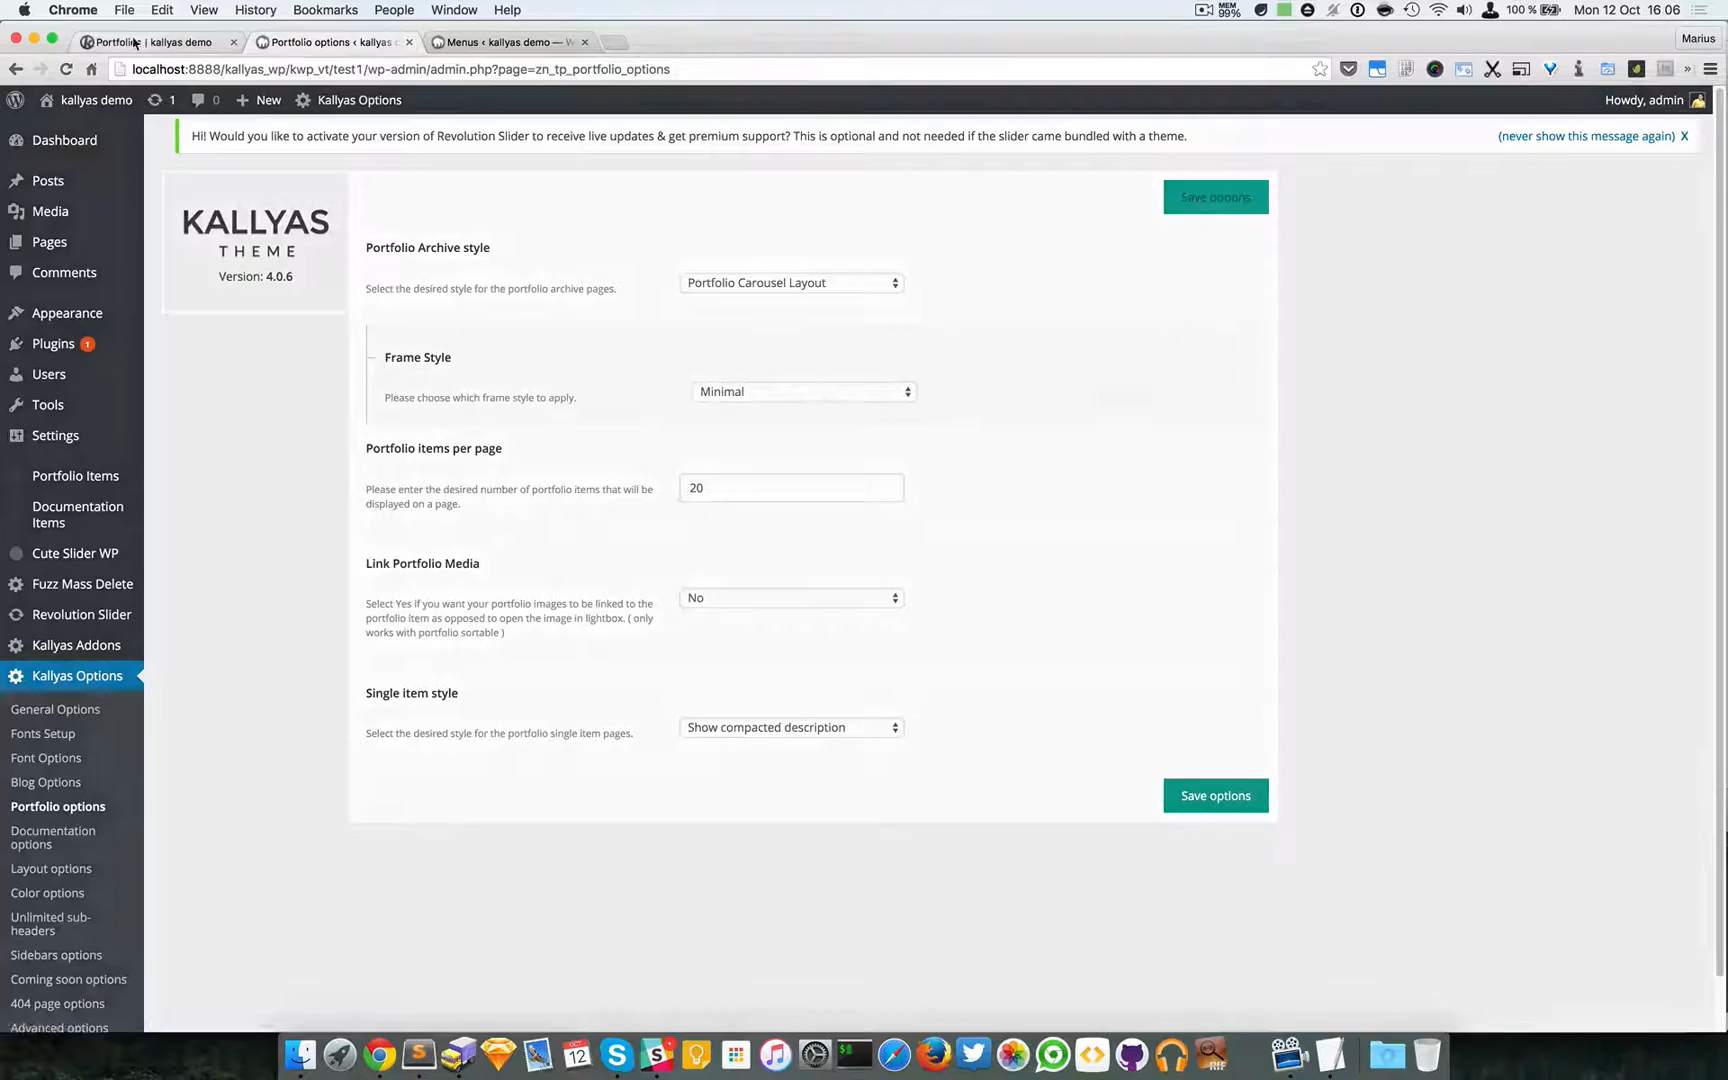 Chrome File Edit View History Bookmarks People Window Help MEM 99% 100 % Mon 12 Oct 16 06
Portfolio | kallyas demo Portfolio options ‹ kallyas Menus ‹ kallyas demo — W Marius
localhost:8888/kallyas_wp/kwp_vt/test1/wp-admin/admin.php?page=zn_tp_portfolio_options
kallyas demo 1 0 New Kallyas Options Howdy, admin
Hi! Would you like to activate your version of Revolution Slider to receive live updates & get premium support? This is optional and not needed if the slider came bundled with a theme. (never show this message again) X
Dashboard
Posts
Media
Pages
Comments
Appearance
Plugins 1
Users
Tools
Settings
Portfolio Items
Documentation
Items
Cute Slider WP
Fuzz Mass Delete
Revolution Slider
Kallyas Addons
Kallyas Options
General Options
Fonts Setup
Font Options
Blog Options
Portfolio options
Documentation
options
Layout options
Color options
Unlimited sub-
headers
Sidebars options
Coming soon options
404 page options
Advanced options
KALLYAS
THEME
Version: 4.0.6
Save options
Portfolio Archive style
Select the desired style for the portfolio archive pages.
Portfolio Carousel Layout
Frame Style
Please choose which frame style to apply.
Minimal
Portfolio items per page
Please enter the desired number of portfolio items that will be
displayed on a page.
20
Link Portfolio Media
Select Yes if you want your portfolio images to be linked to the
portfolio item as opposed to open the image in lightbox. ( only
works with portfolio sortable )
No
Single item style
Select the desired style for the portfolio single item pages.
Show compacted description
Save options
OCT
12
RIF